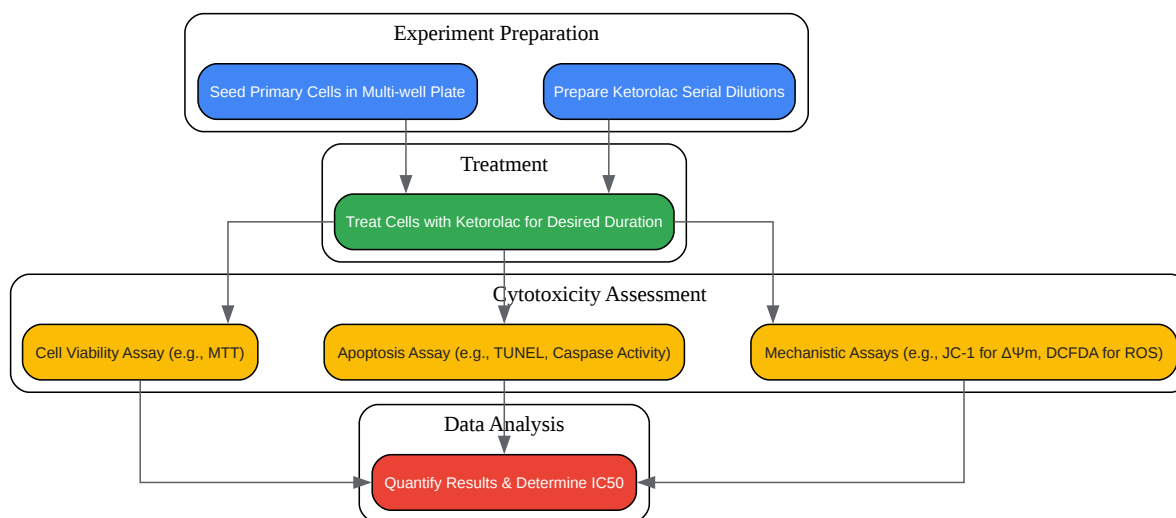 Experiment Preparation
Seed Primary Cells in Multi-well Plate
Prepare Ketorolac Serial Dilutions
Treatment
Treat Cells with Ketorolac for Desired Duration
Cytotoxicity Assessment
Cell Viability Assay (e.g., MTT)
Apoptosis Assay (e.g., TUNEL, Caspase Activity)
Mechanistic Assays (e.g., JC-1 for ΔΨm, DCFDA for ROS)
Data Analysis
Quantify Results & Determine IC50